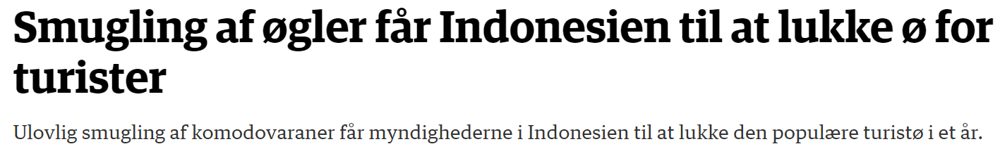 Smugling af øgler får Indonesien til at lukke ø for
turister
Ulovlig smugling af komodovaraner får myndighederne i Indonesien til at lukke den populære turistø i et år.